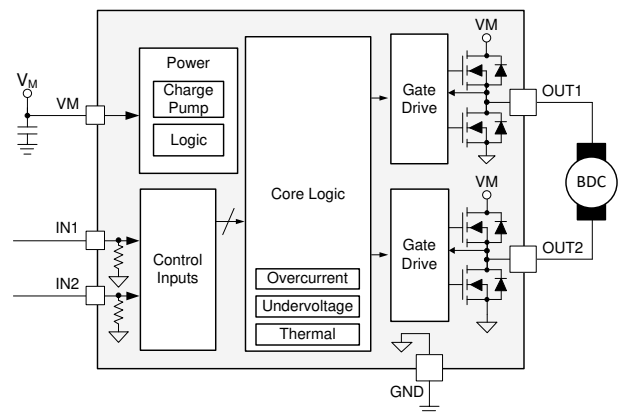 VM
Power
Charge
Pump
Logic
V_M
VM
Core Logic
Gate
Drive
OUT1
BDC
IN1
IN2
Control
Inputs
Overcurrent
Undervoltage
Thermal
VM
Gate
Drive
OUT2
GND